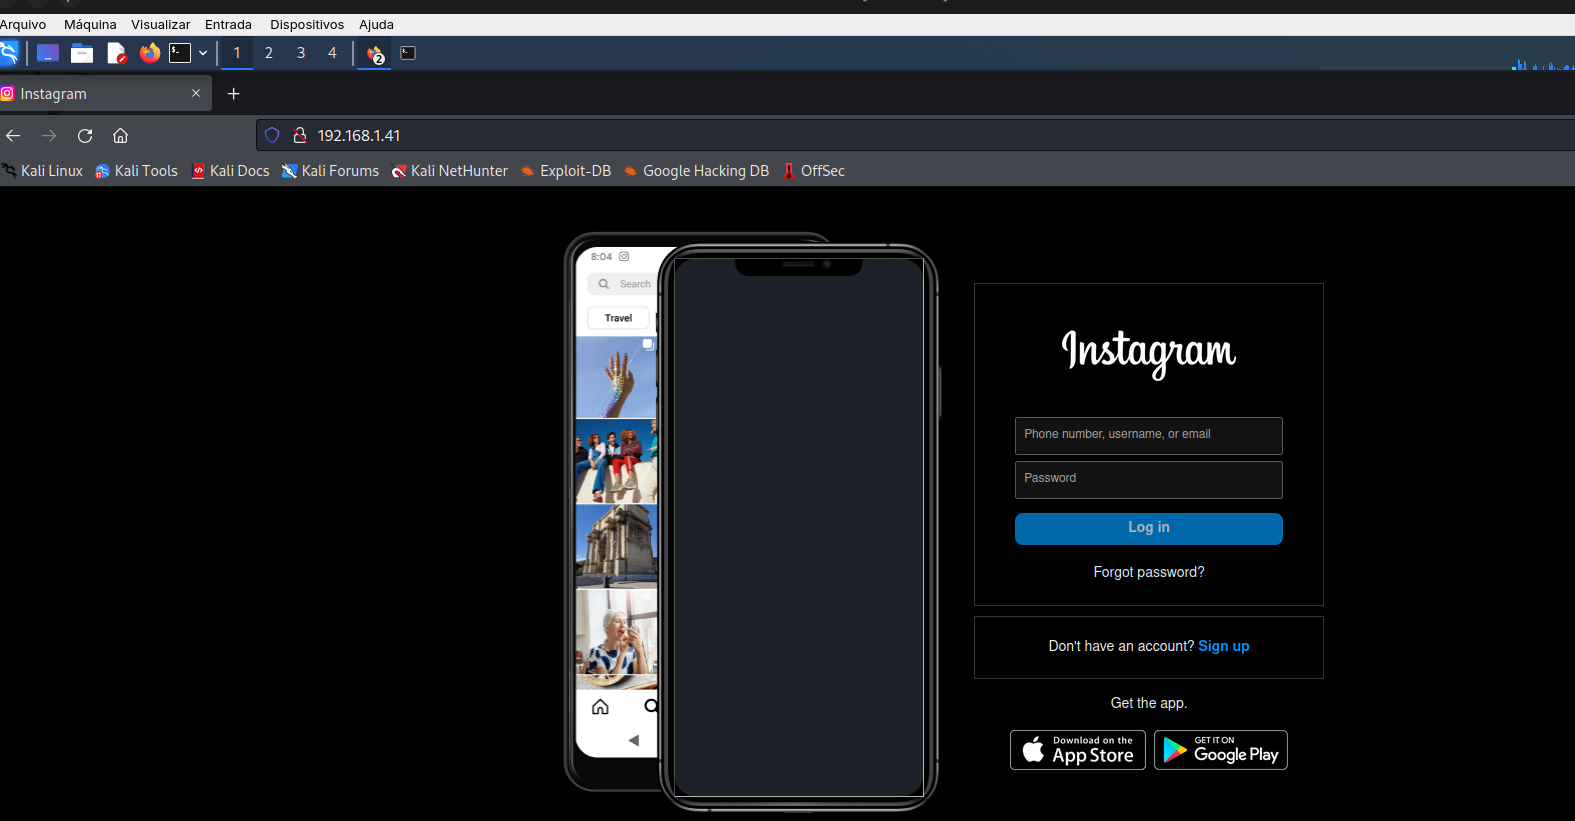 Arquivo Máquina Visualizar Entrada Dispositivos Ajuda
1 2 3 4 2
Instagram
192.168.1.41
Kali Linux Kali Tools Kali Docs Kali Forums Kali NetHunter Exploit-DB Google Hacking DB OffSec
8:04
Search
Travel
Instagram
Phone number, username, or email
Password
Log in
Forgot password?
Don't have an account? Sign up
Get the app.
Download on the
App Store
GET IT ON
Google Play